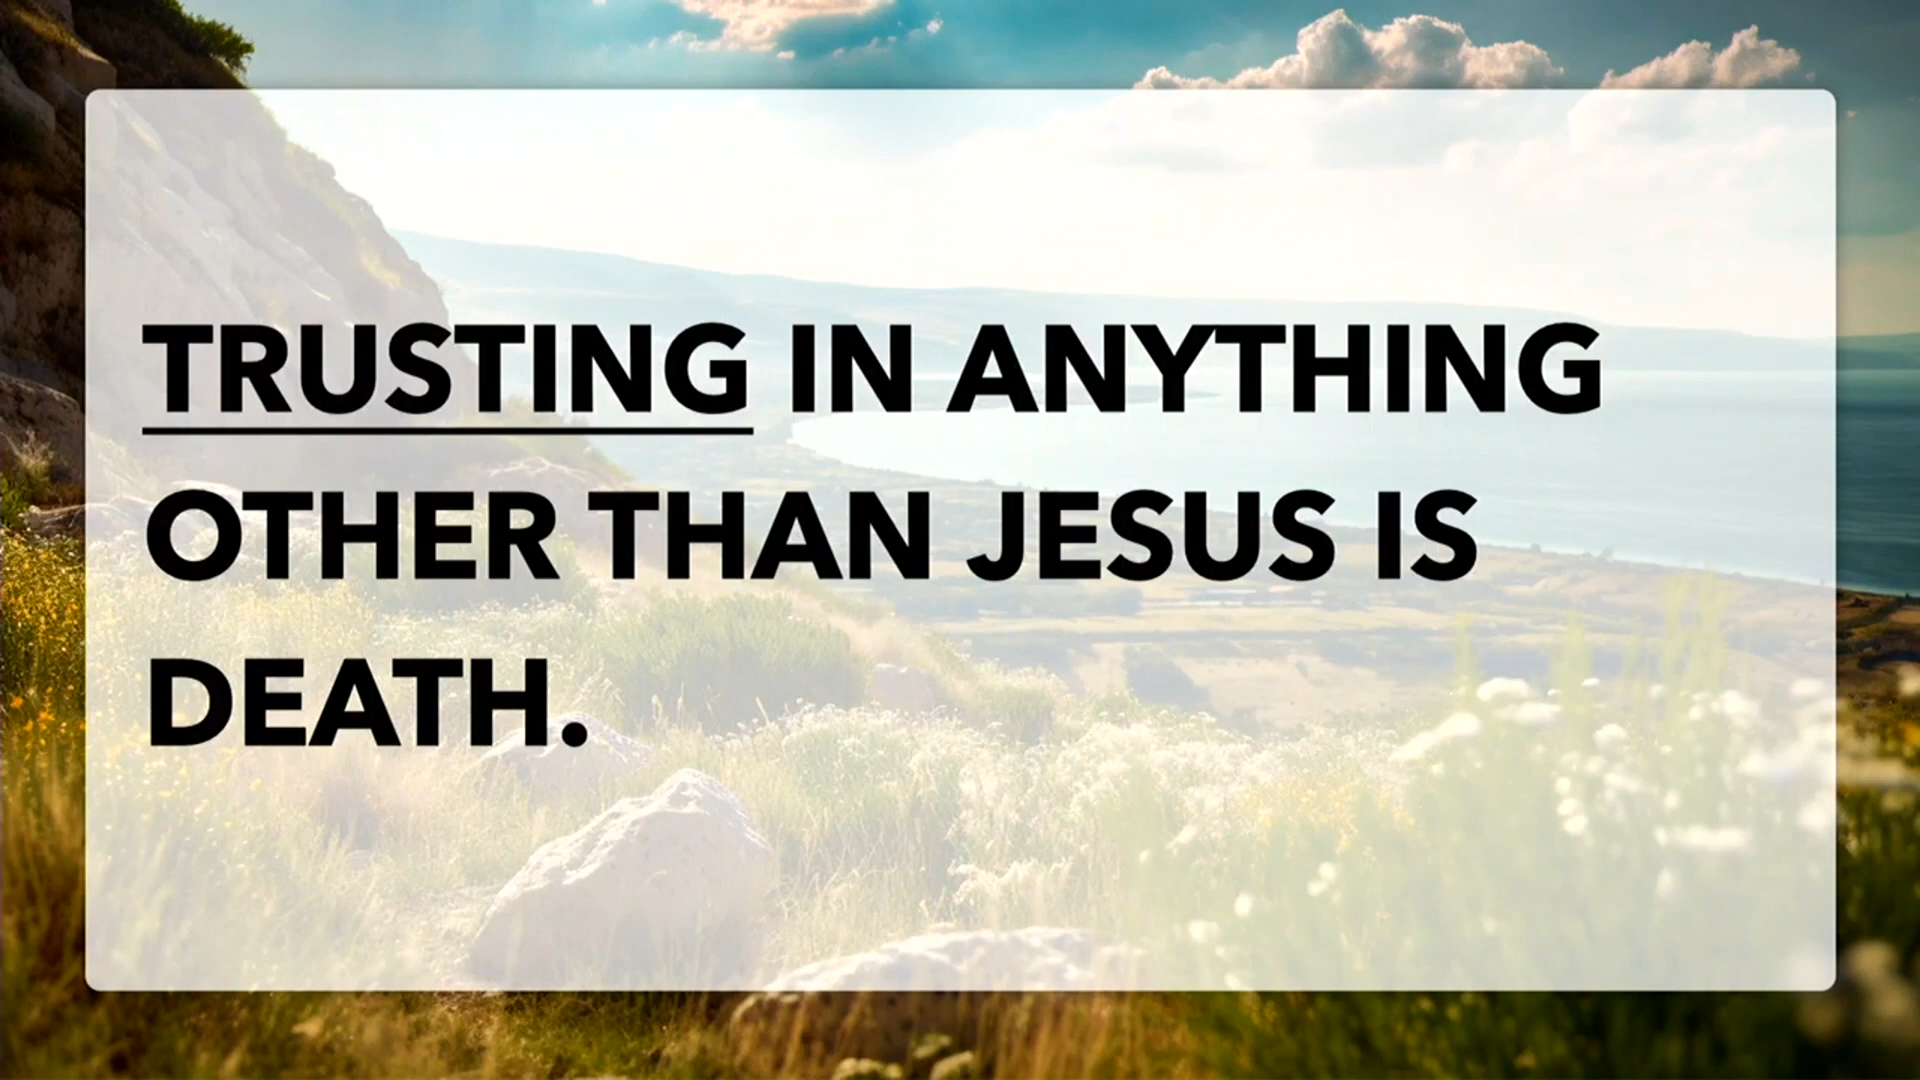 TRUSTING IN ANYTHING
OTHER THAN JESUS IS
DEATH.